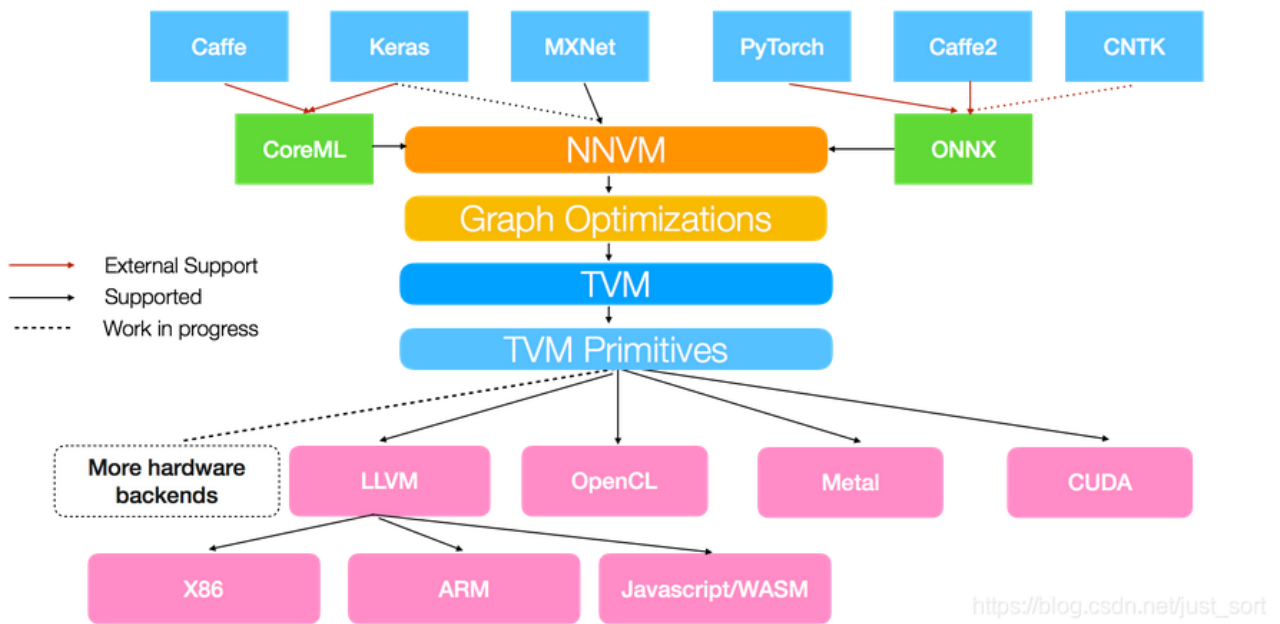 Caffe
Keras
MXNet
PyTorch
Caffe2
CNTK
CoreML
NNVM
ONNX
Graph Optimizations
External Support
TVM
Supported
Work in progress
TVM Primitives
More hardware
backends
LLVM
OpenCL
Metal
CUDA
X86
ARM
Javascript/WASM
https://blog.csdn.net/just_sort